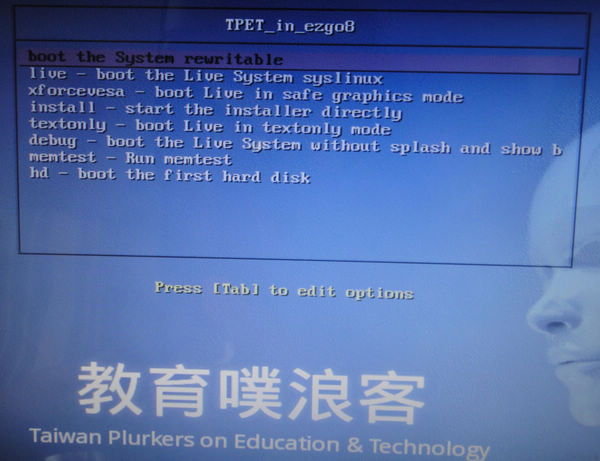 TPET_in_ezgo8
boot the System rewritable
live - boot the Live System syslinux
xforcevesa - boot Live in safe graphics mode
install - start the installer directly
textonly - boot Live in textonly mode
debug - boot the Live System without splash and show b
memtest - Run memtest
hd - boot the first hard disk
Press [Tab] to edit options
教育噗浪客
Taiwan Plurkers on Education & Technology